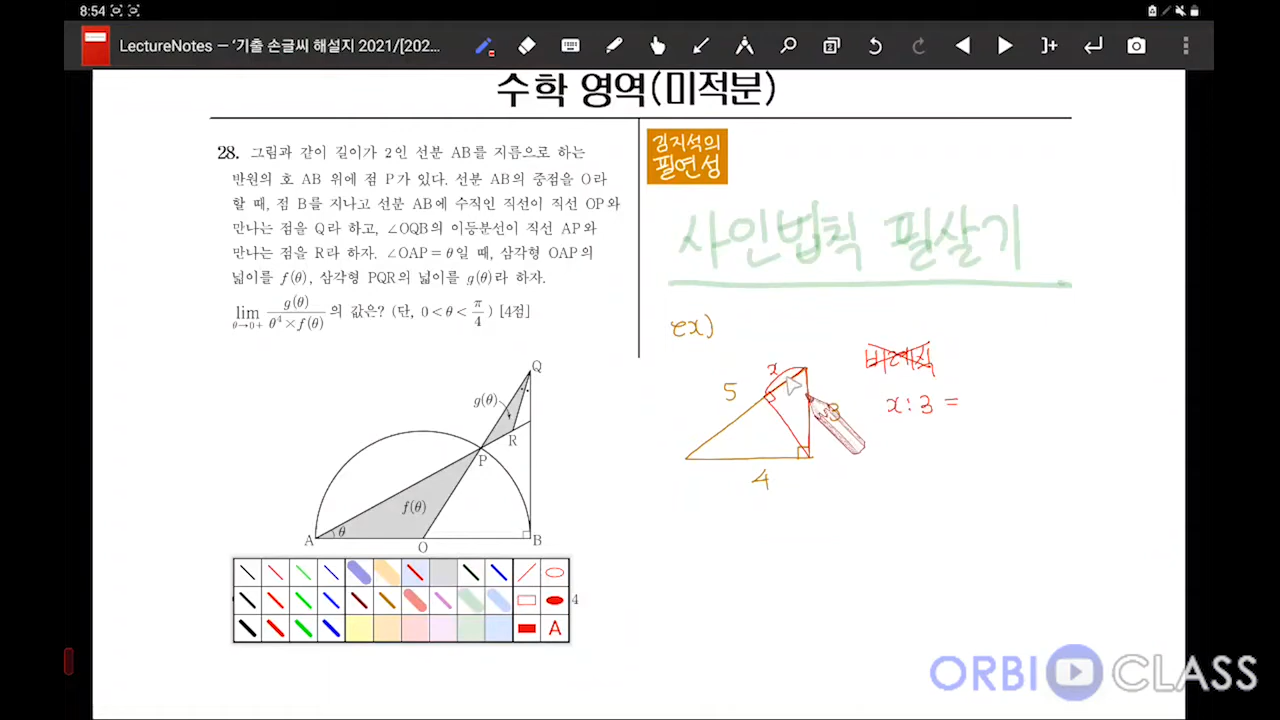 8:54
LectureNotes — '기출 손글씨 해설지 2021/[202...
수학 영역(미적분)
28. 그림과 같이 길이가 2인 선분 AB를 지름으로 하는
반원의 호 AB 위에 점 P가 있다. 선분 AB의 중점을 O라
할 때, 점 B를 지나고 선분 AB에 수직인 직선이 직선 OP와
만나는 점을 Q라 하고, ∠OQB의 이등분선이 직선 AP와
만나는 점을 R라 하자. ∠OAP=θ일 때, 삼각형 OAP의
넓이를 f(θ), 삼각형 PQR의 넓이를 g(θ)라 하자.
lim θ→0+ g(θ)/θ⁴×f(θ) 의 값은? (단, 0<θ<π/4) [4점]
Q
g(θ)
R
P
f(θ)
A
θ
O
B
4
A
김지석의
필연성
사인법칙 필살기
ex)
x
5
3
4
비례식
x : 3 =
ORBI CLASS